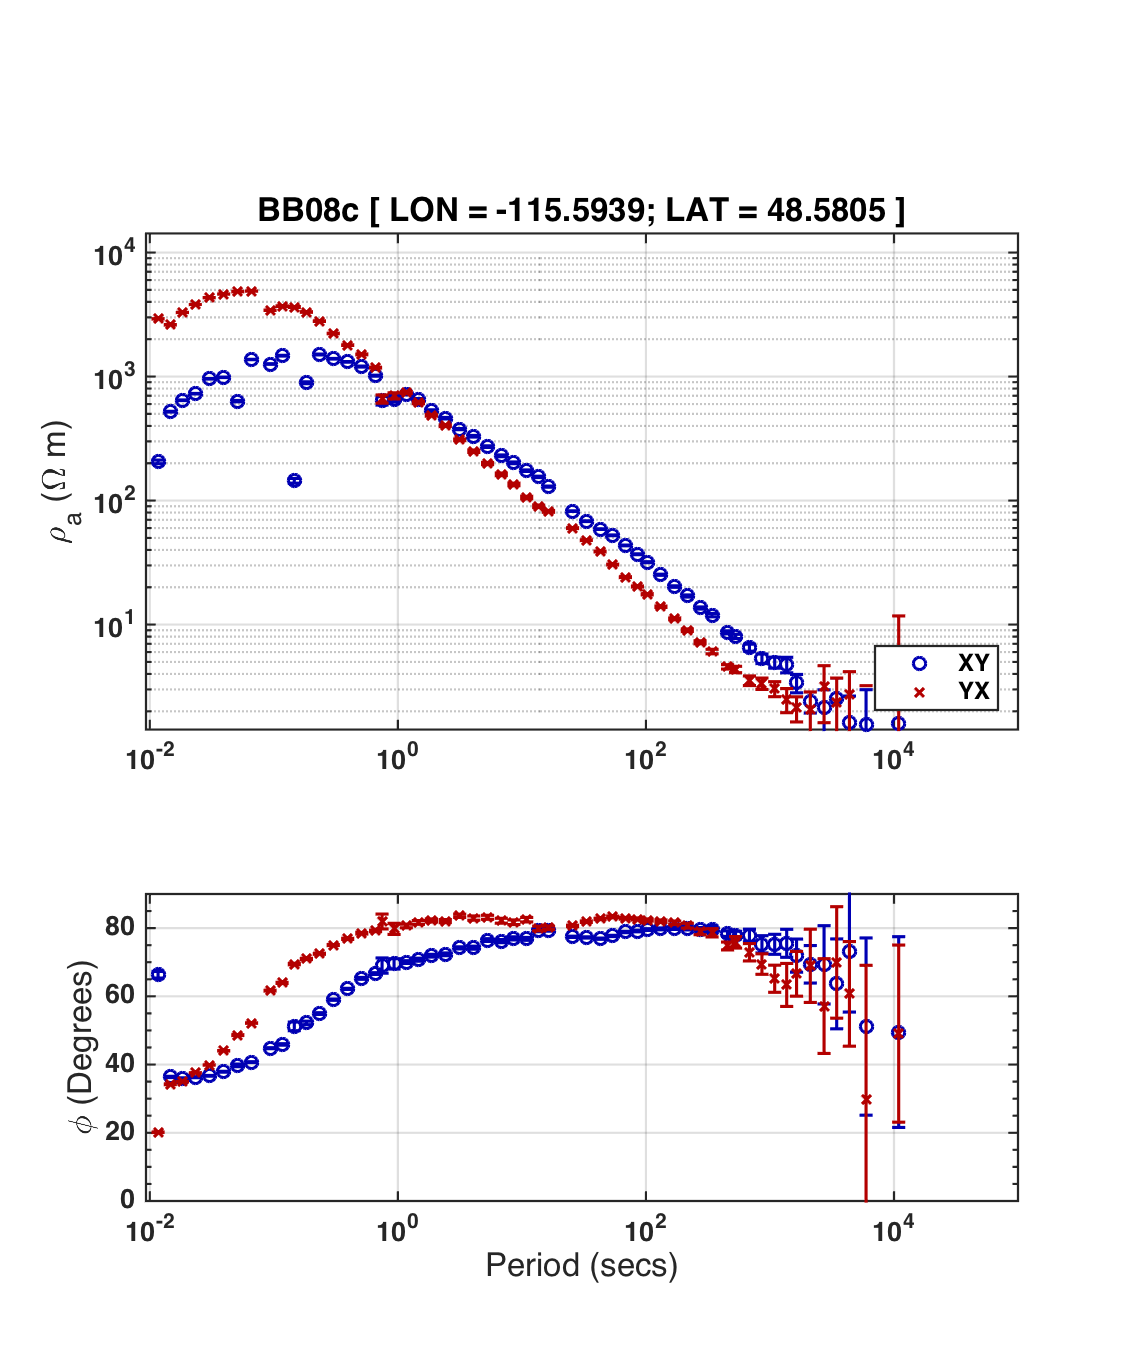 BB08c [ LON = -115.5939; LAT = 48.5805 ]
10^4
10^3
10^2
10^1
ρ_a (Ω m)
XY
YX
10^-2 10^0 10^2 10^4
80
60
40
20
0
ϕ (Degrees)
10^-2 10^0 10^2 10^4
Period (secs)